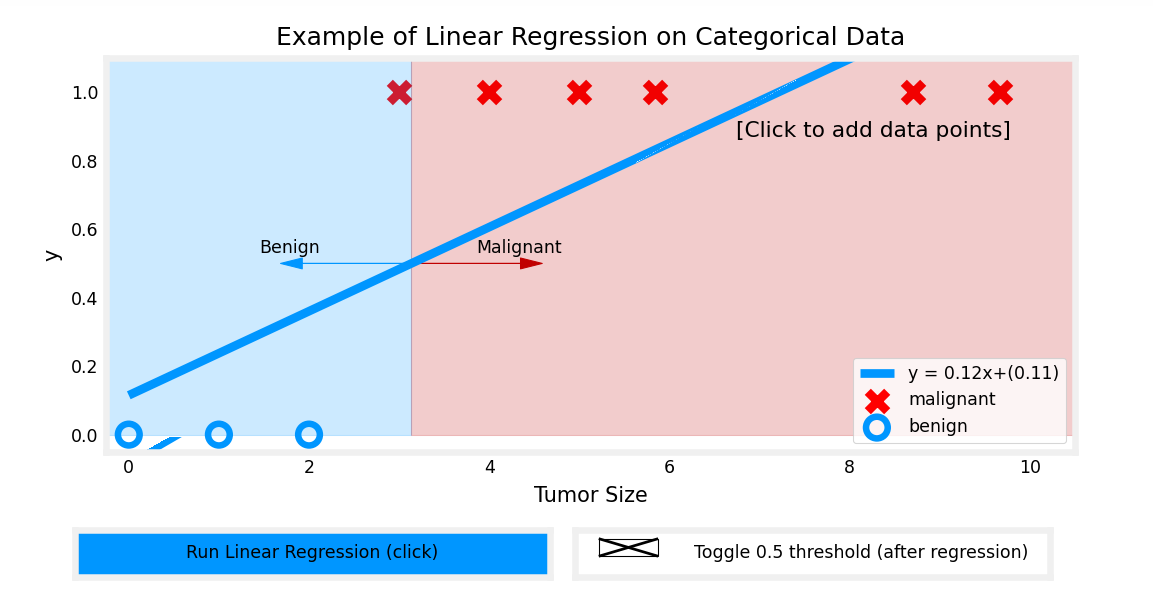 Example of Linear Regression on Categorical Data
1.0
0.8
0.6
0.4
0.2
0.0
y
[Click to add data points]
Benign
Malignant
y = 0.12x+(0.11)
malignant
benign
0 2 4 6 8 10
Tumor Size
Run Linear Regression (click)
Toggle 0.5 threshold (after regression)